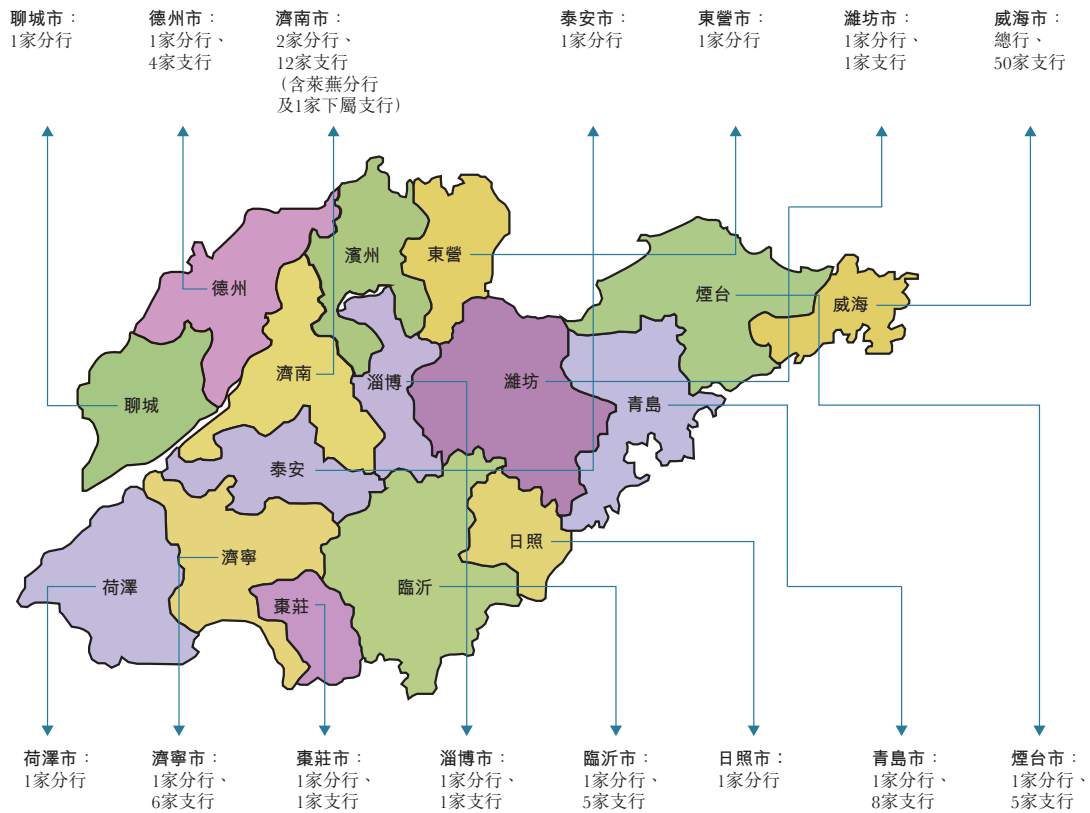 聊城市：
1家分行
德州市：
1家分行、
4家支行
濟南市：
2家分行、
12家支行
（含萊蕪分行
及1家下屬支行）
泰安市：
1家分行
東營市：
1家分行
濰坊市：
1家分行、
1家支行
威海市：
總行、
50家支行
濱州
東營
德州
煙台
威海
濟南
淄博
濰坊
聊城
青島
泰安
日照
濟寧
荷澤
臨沂
棗莊
荷澤市：
1家分行
濟寧市：
1家分行、
6家支行
棗莊市：
1家分行、
1家支行
淄博市：
1家分行、
1家支行
臨沂市：
1家分行、
5家支行
日照市：
1家分行
青島市：
1家分行、
8家支行
煙台市：
1家分行、
5家支行